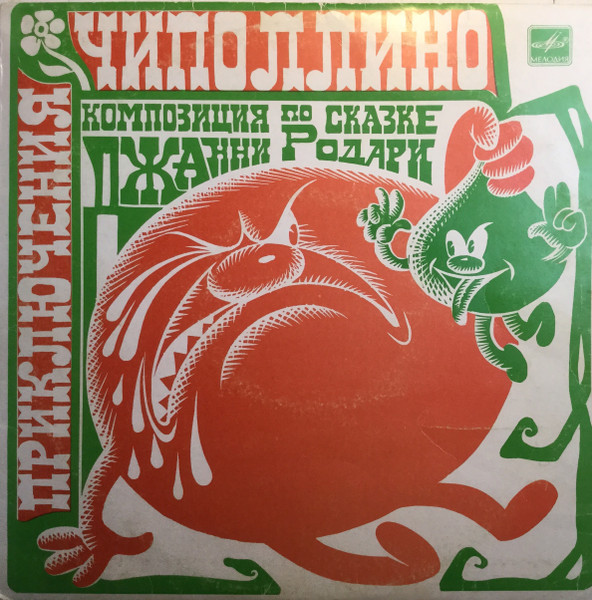 ПРИКЛЮЧЕНИЯ
ЧИПОЛЛИНО
КОМПОЗИЦИЯ ПО СКАЗКЕ
ДЖАННИ РОДАРИ
МЕЛОДИЯ